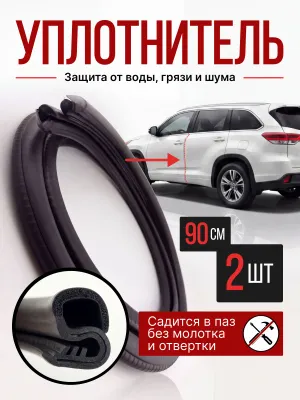 УПЛОТНИТЕЛЬ
Защита от воды, грязи и шума
90 СМ
2 ШТ
Садится в паз
без молотка
и отвертки